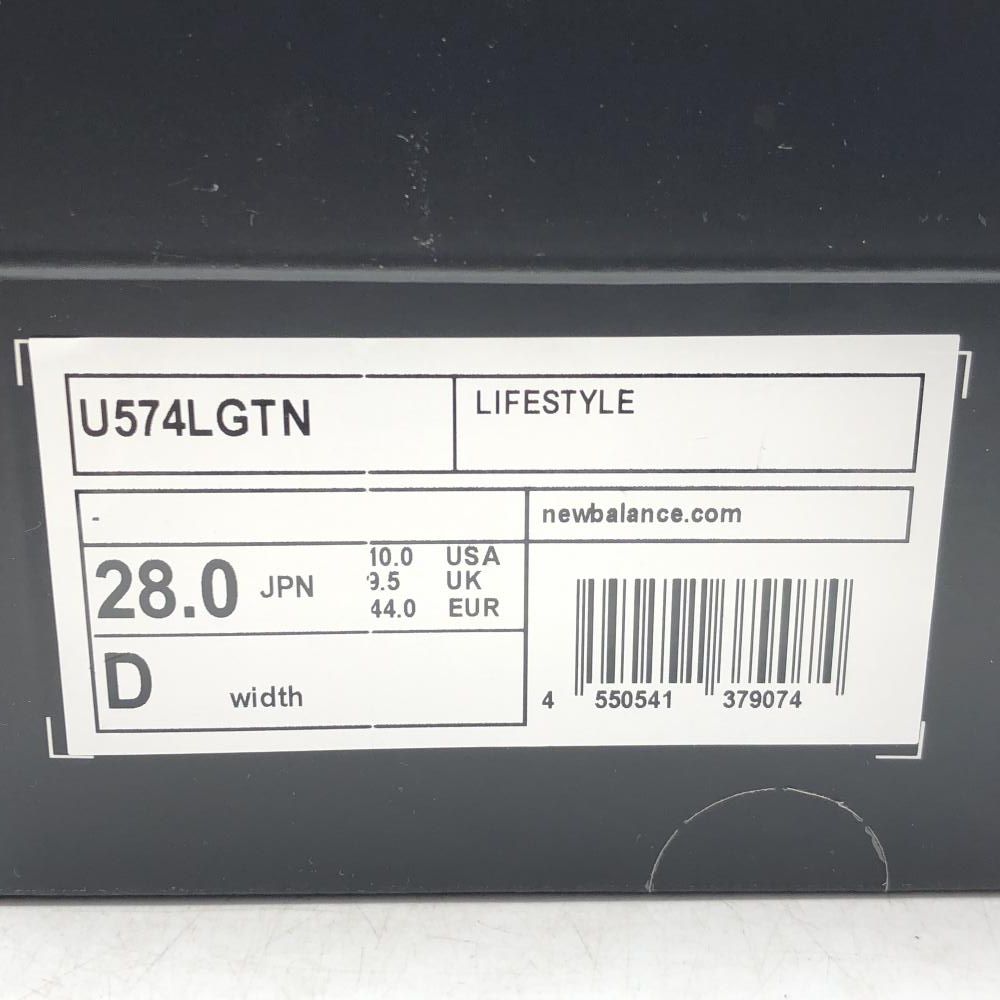 U574LGTN
LIFESTYLE
-
newbalance.com
28.0 JPN
10.0 USA
9.5 UK
44.0 EUR
D width
4 550541 379074